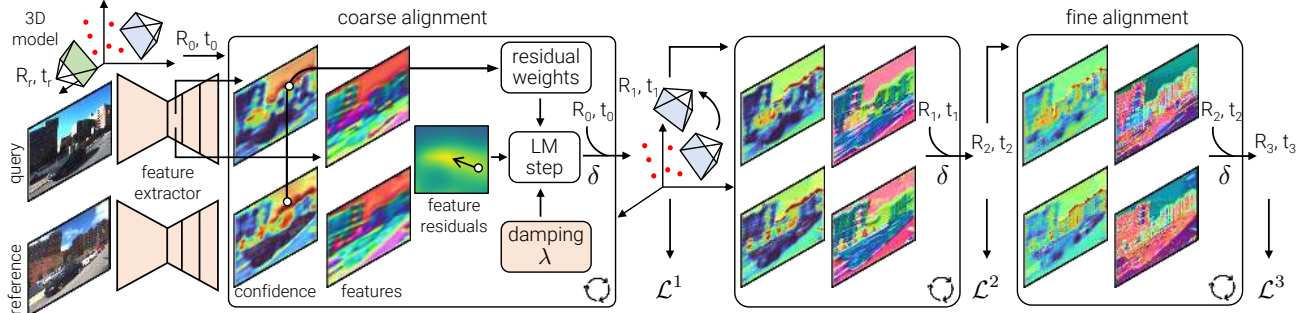 3D
model
R_r, t_r
R_0, t_0
query
reference
feature
extractor
coarse alignment
residual
weights
LM
step
damping
λ
feature
residuals
confidence
features
R_0, t_0
δ
R_1, t_1
ℒ^1
R_1, t_1
δ
R_2, t_2
ℒ^2
fine alignment
R_2, t_2
δ
R_3, t_3
ℒ^3